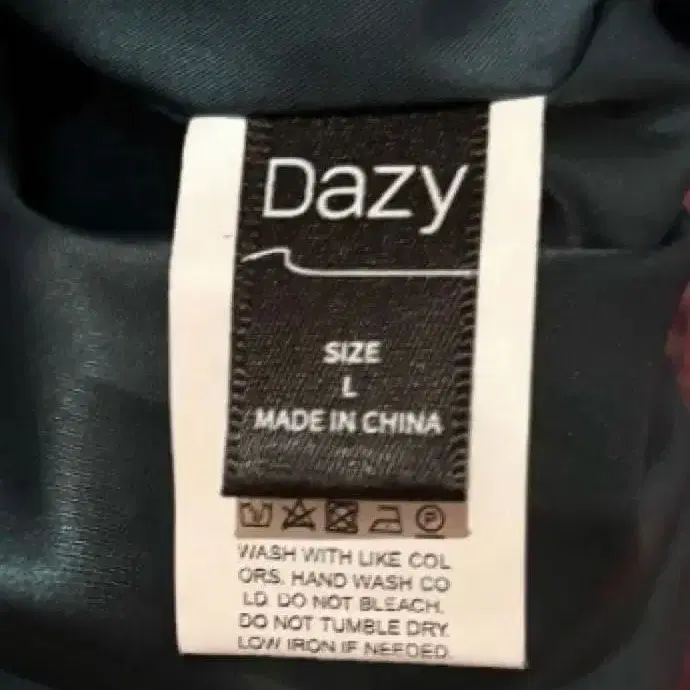 Dazy
SIZE
L
MADE IN CHINA
P
WASH WITH LIKE COL
ORS. HAND WASH CO
LD. DO NOT BLEACH.
DO NOT TUMBLE DRY.
LOW IRON IF NEEDED.